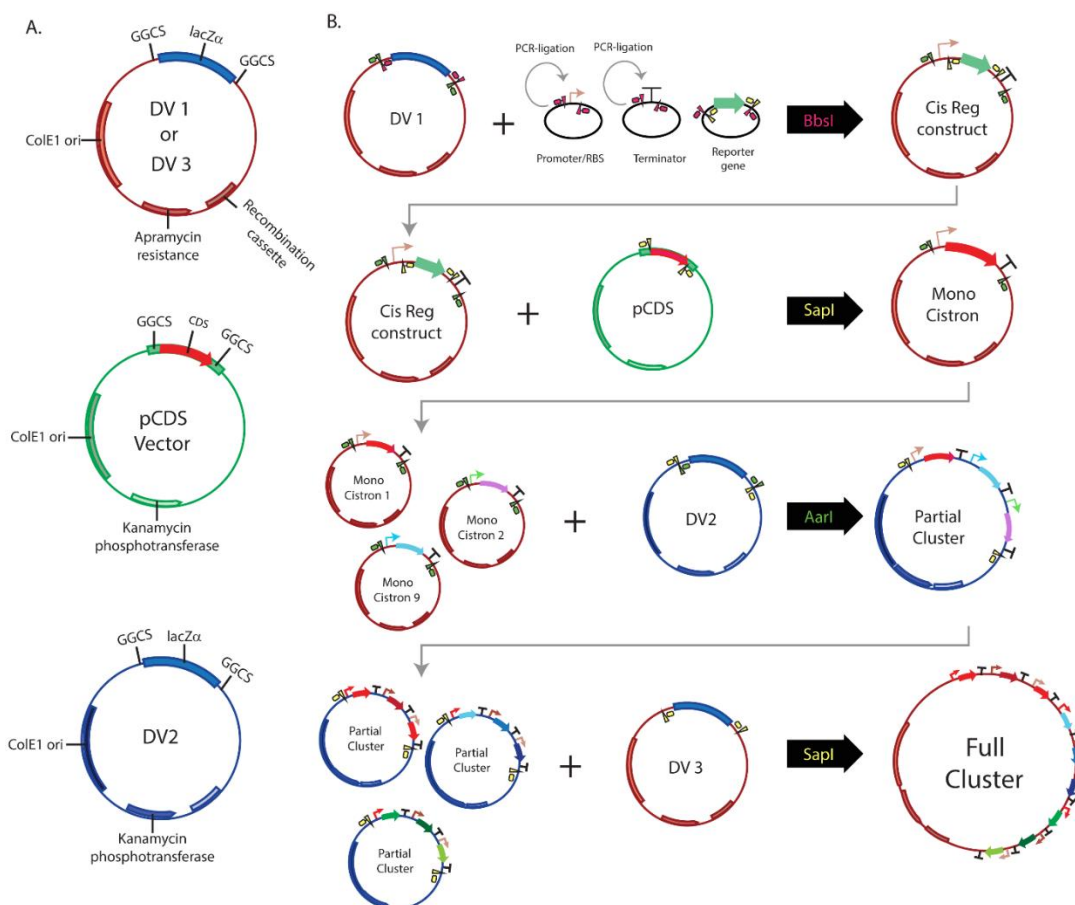 A.
GGCS
lacZα
GGCS
DV 1
or
DV 3
ColE1 ori
Apramycin
resistance
Recombination
cassette
GGCS
CDS
GGCS
pCDS
Vector
ColE1 ori
Kanamycin
phosphotransferase
GGCS
lacZα
GGCS
DV2
ColE1 ori
Kanamycin
phosphotransferase
B.
DV 1
+
PCR-ligation
PCR-ligation
Promoter/RBS
Terminator
Reporter
gene
BbsI
Cis Reg
construct
Cis Reg
construct
+
pCDS
SapI
Mono
Cistron
Mono
Cistron 1
Mono
Cistron 2
Mono
Cistron 9
+
DV2
AarI
Partial
Cluster
Partial
Cluster
Partial
Cluster
Partial
Cluster
+
DV 3
SapI
Full
Cluster